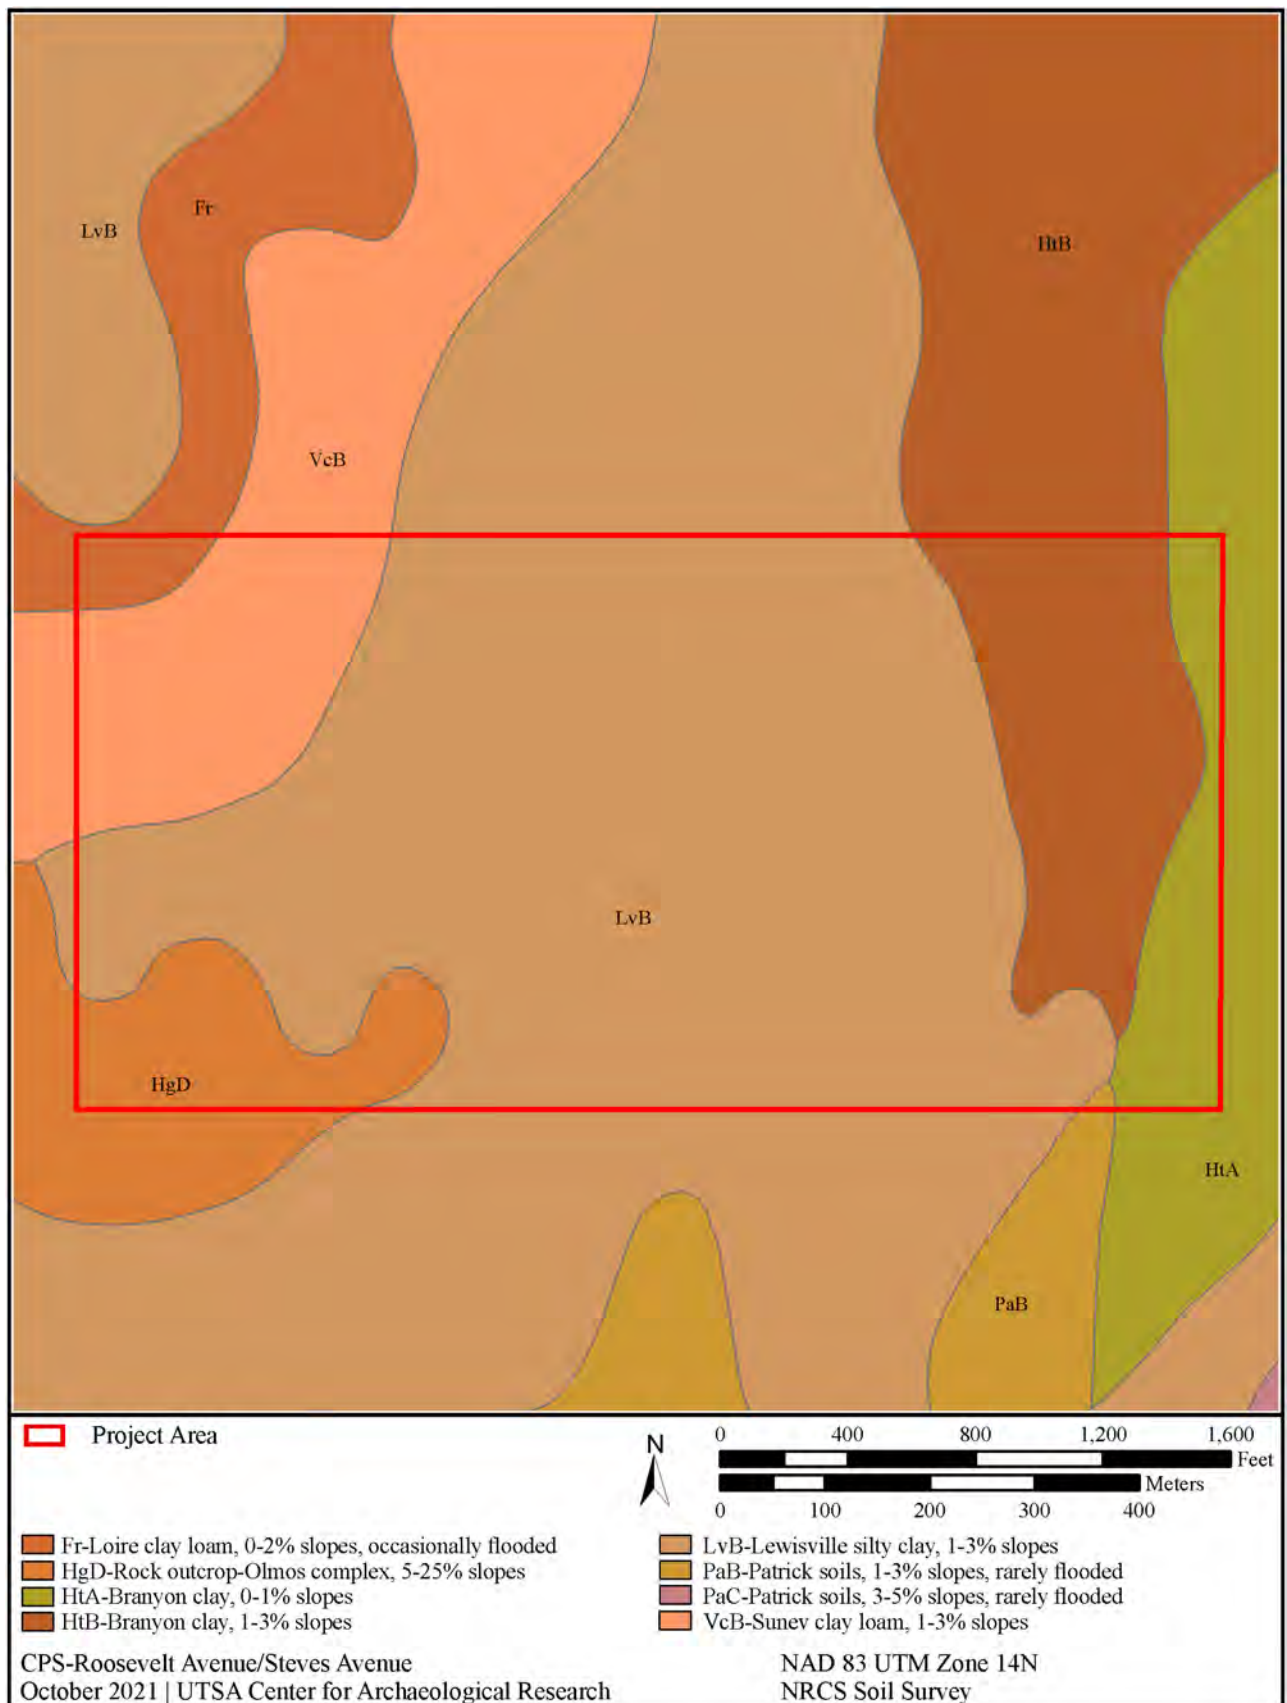 Fr
LvB
HtB
VcB
LvB
HgD
HtA
PaB
Project Area
N
0 400 800 1,200 1,600
Feet
Meters
0 100 200 300 400
Fr-Loire clay loam, 0-2% slopes, occasionally flooded
HgD-Rock outcrop-Olmos complex, 5-25% slopes
HtA-Branyon clay, 0-1% slopes
HtB-Branyon clay, 1-3% slopes
LvB-Lewisville silty clay, 1-3% slopes
PaB-Patrick soils, 1-3% slopes, rarely flooded
PaC-Patrick soils, 3-5% slopes, rarely flooded
VcB-Sunev clay loam, 1-3% slopes
CPS-Roosevelt Avenue/Steves Avenue
October 2021 | UTSA Center for Archaeological Research
NAD 83 UTM Zone 14N
NRCS Soil Survey